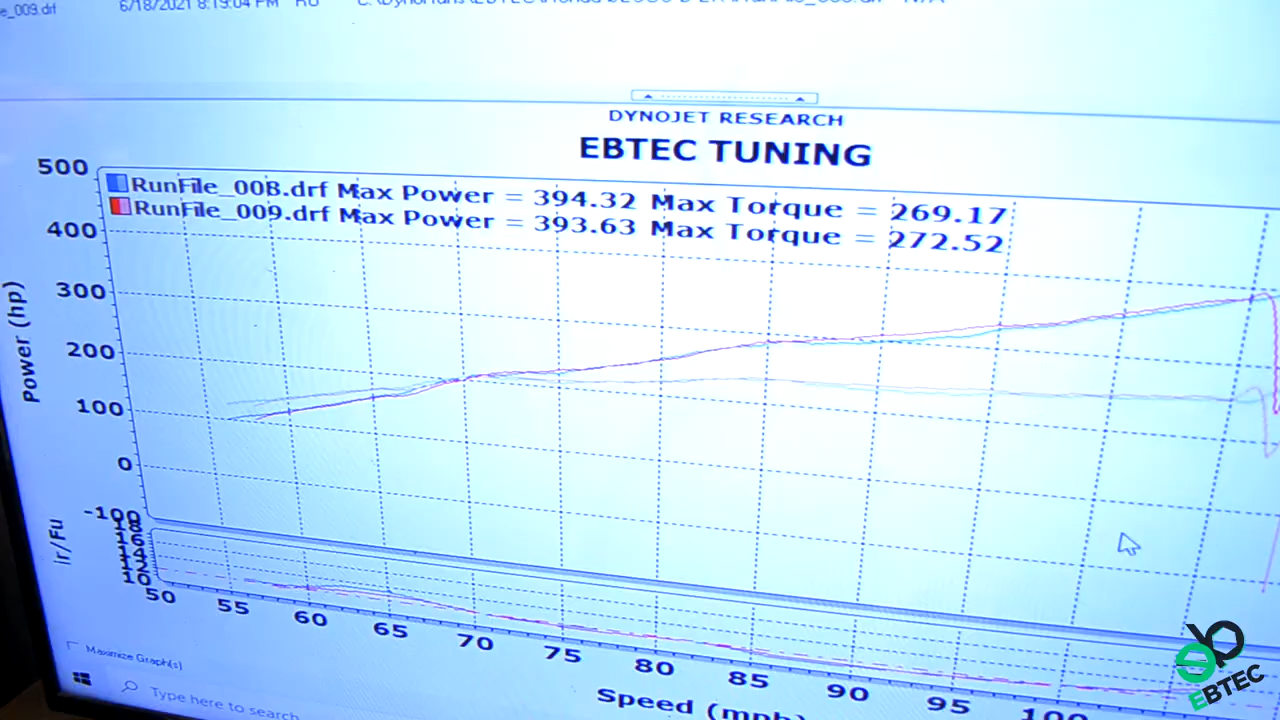 e_009.drf 6/18/2021 8:19:04 PM RO
DYNOJET RESEARCH
EBTEC TUNING
RunFile_008.drf Max Power = 394.32 Max Torque = 269.17
RunFile_009.drf Max Power = 393.63 Max Torque = 272.52
500
400
300
200
100
0
-100
Power (hp)
18
16
14
12
10
50 55 60 65 70 75 80 85 90 95 100
Speed (mph)
Maximize Graph(s)
Type here to search
EBTEC